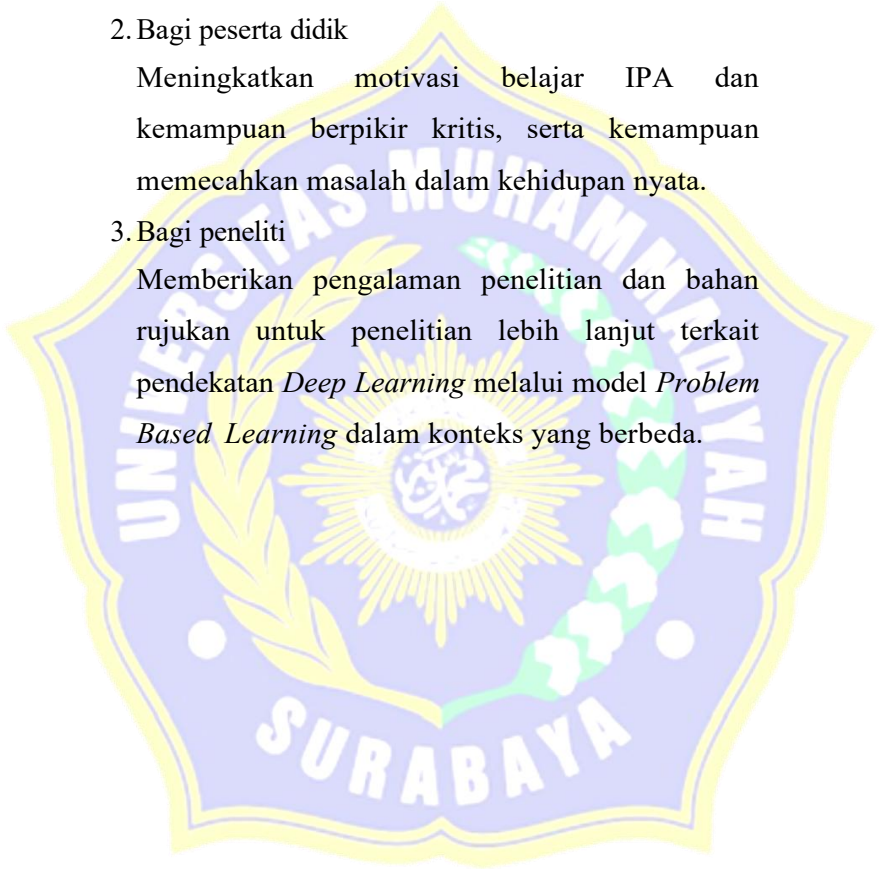 2. Bagi peserta didik
Meningkatkan motivasi belajar IPA dan
kemampuan berpikir kritis, serta kemampuan
memecahkan masalah dalam kehidupan nyata.
3. Bagi peneliti
Memberikan pengalaman penelitian dan bahan
rujukan untuk penelitian lebih lanjut terkait
pendekatan Deep Learning melalui model Problem
Based Learning dalam konteks yang berbeda.
UNIVERSITAS MUHAMMADIYAH
SURABAYA